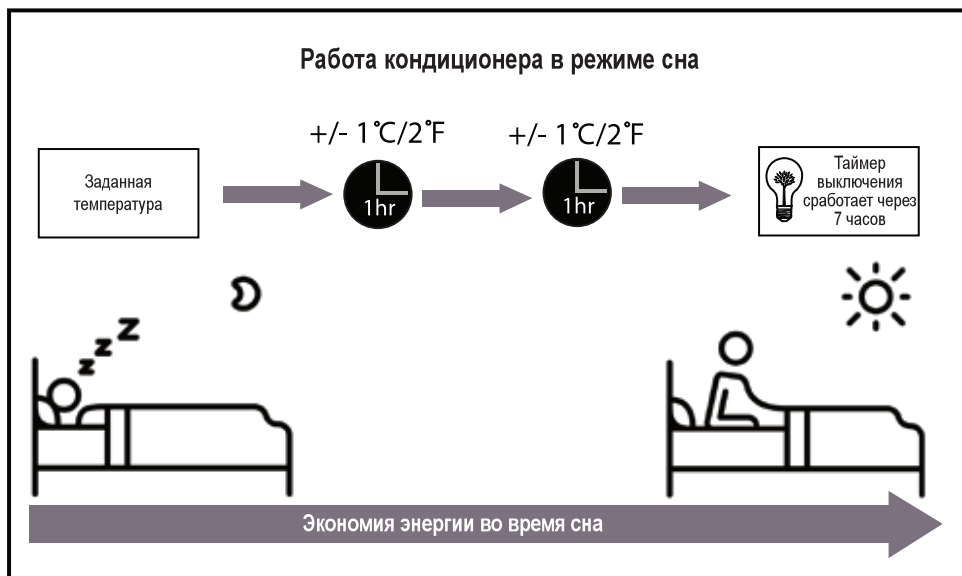 Работа кондиционера в режиме сна
+/- 1°C/2°F
+/- 1°C/2°F
Заданная
температура
1hr
1hr
Таймер
выключения
сработает через
7 часов
z z Z
Экономия энергии во время сна